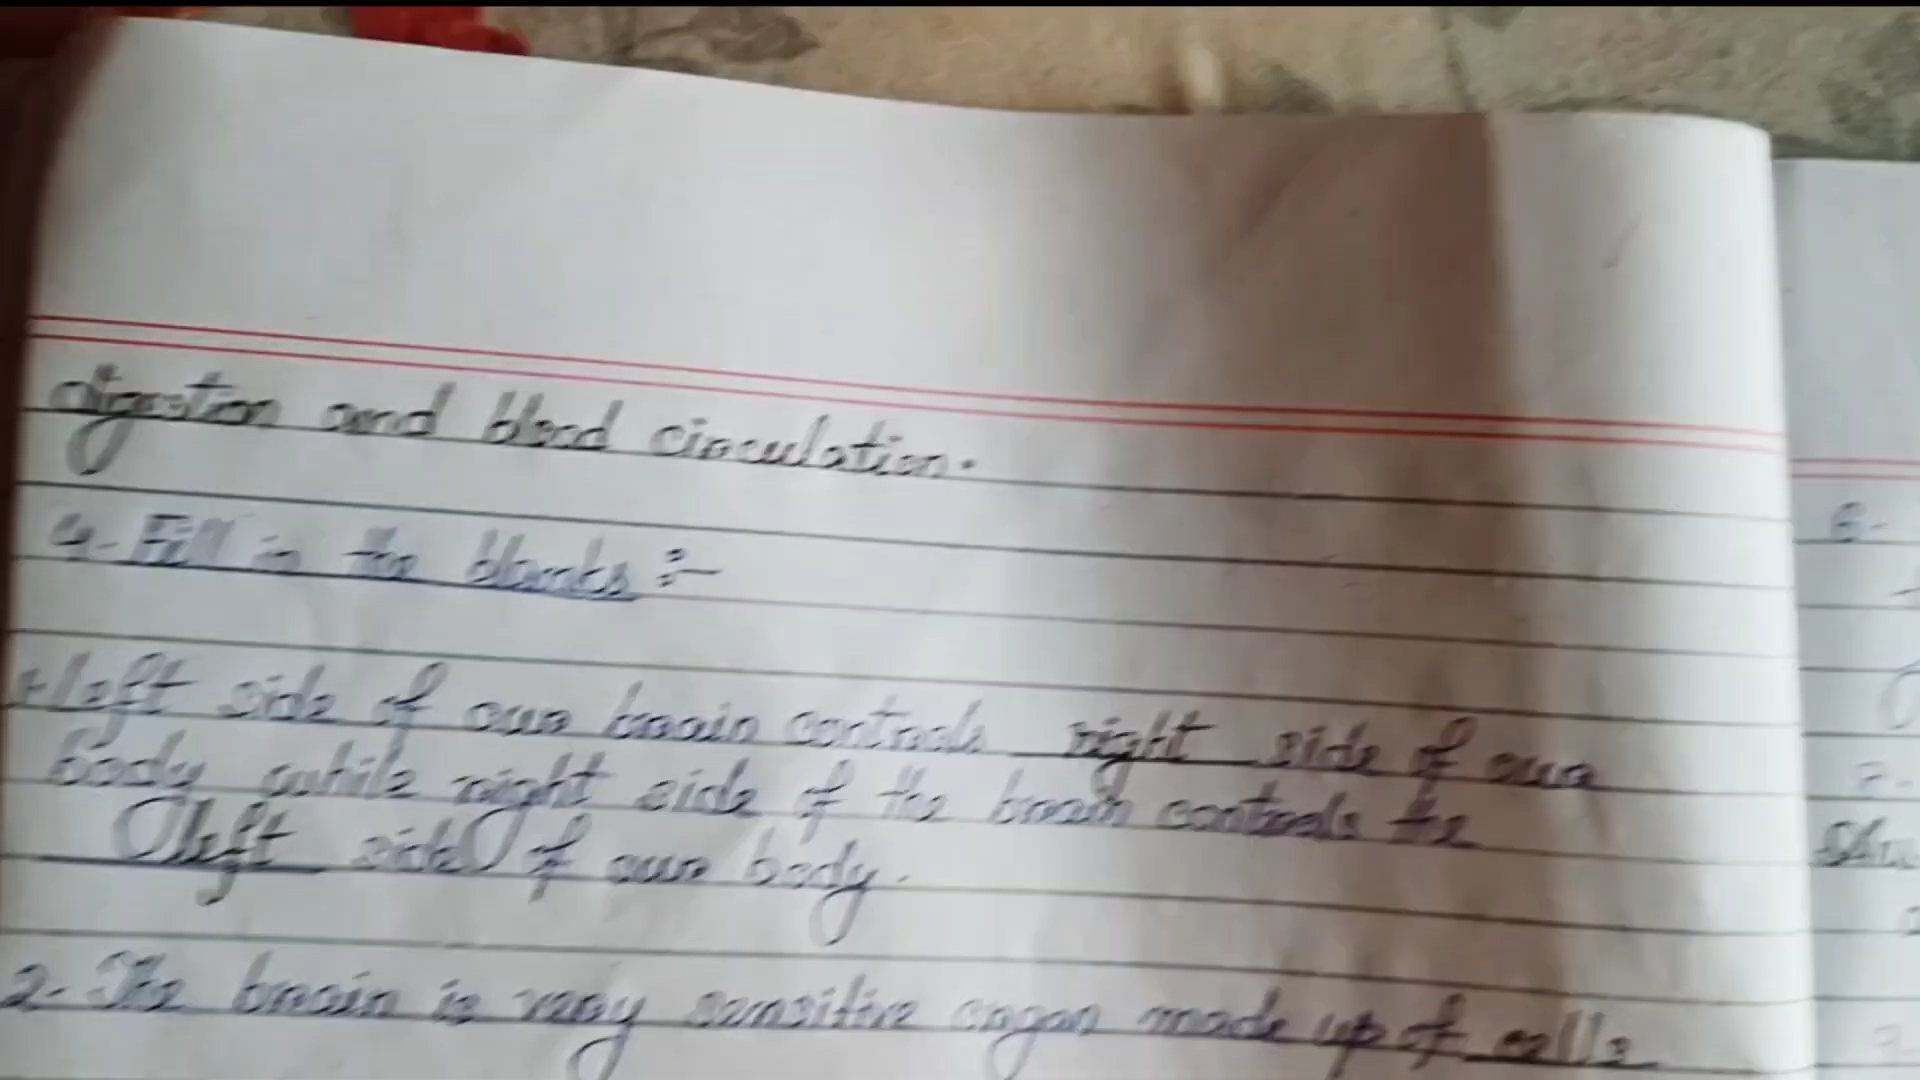 digestion and blood circulation.
4- Fill in the blanks :-
1- left side of our brain controls right side of our
body while right side of the brain controls the
left side of our body.
2- The brain is very sensitive organ made up of cells
6-
7-